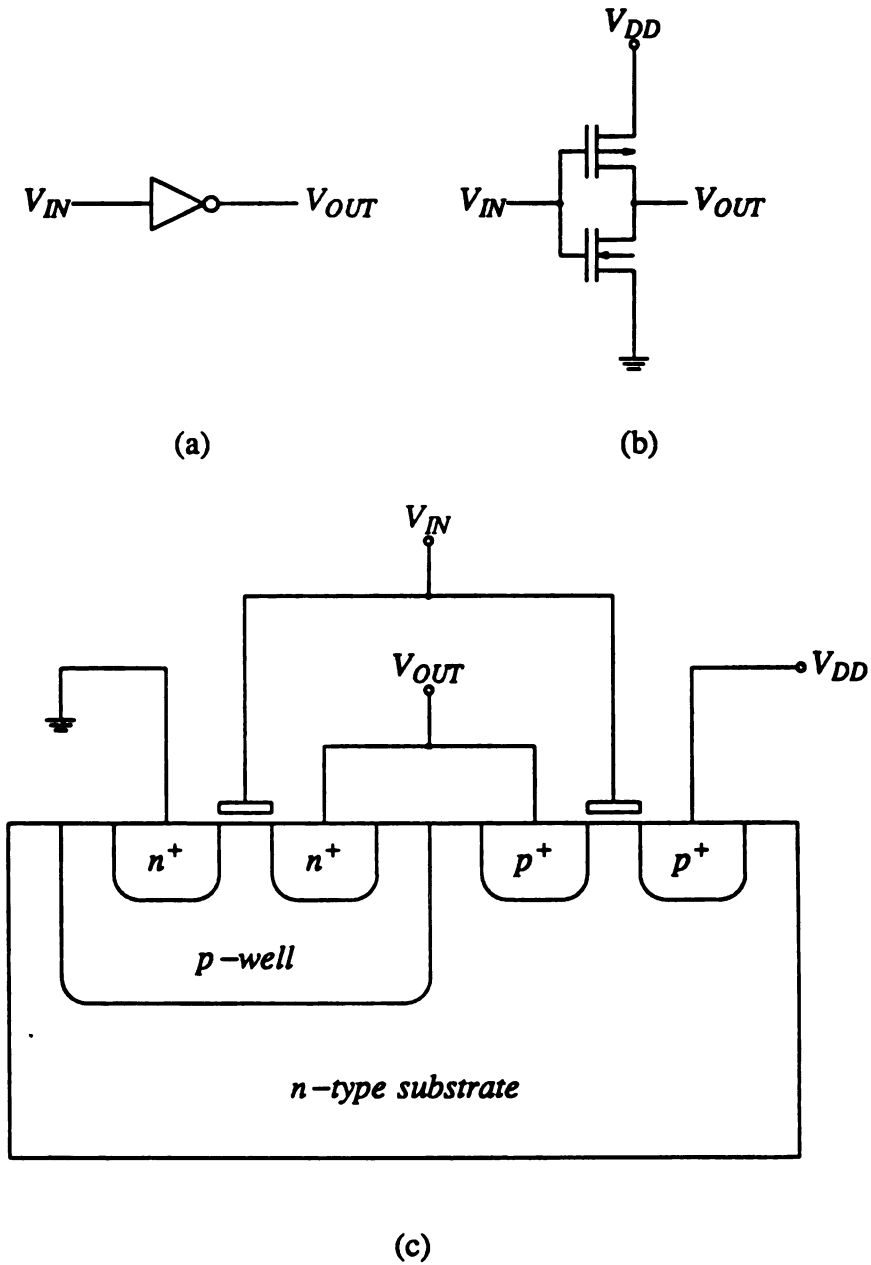 V_DD
V_IN V_OUT V_IN V_OUT
(a) (b)
V_IN
V_OUT V_DD
n+ n+ p+ p+
p–well
n–type substrate
(c)